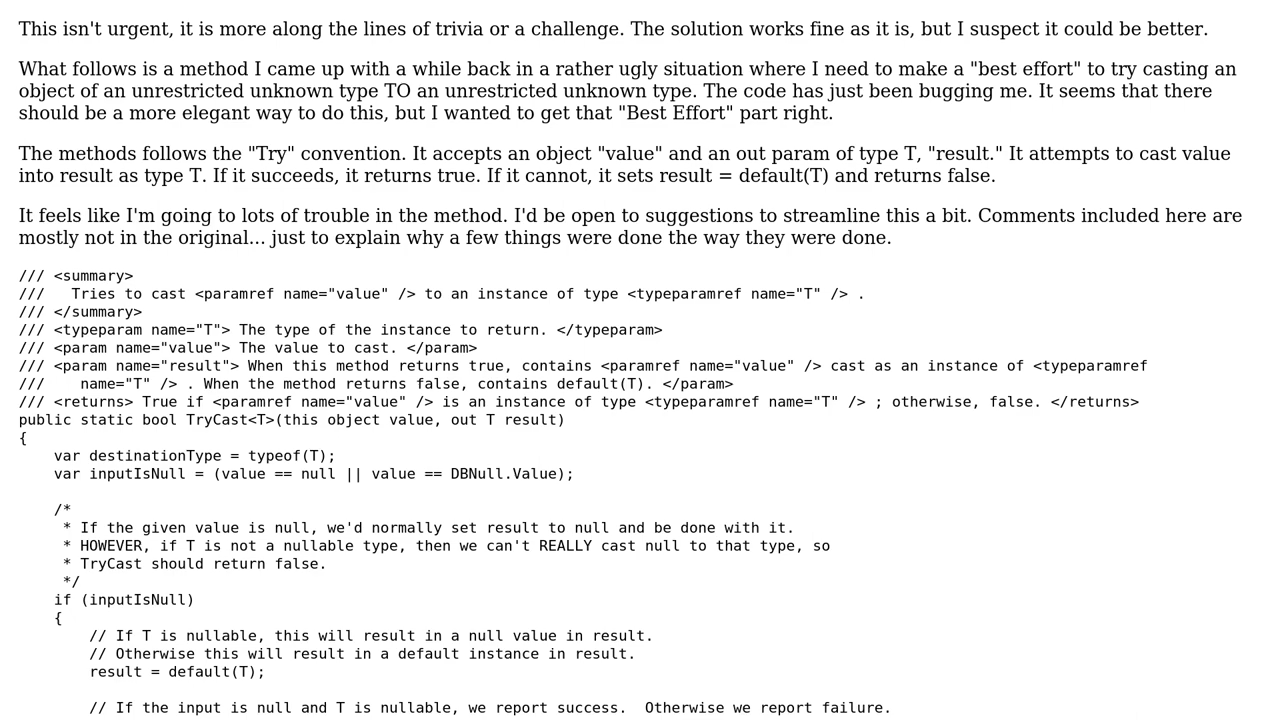 This isn't urgent, it is more along the lines of trivia or a challenge. The solution works fine as it is, but I suspect it could be better.
What follows is a method I came up with a while back in a rather ugly situation where I need to make a "best effort" to try casting an
object of an unrestricted unknown type TO an unrestricted unknown type. The code has just been bugging me. It seems that there
should be a more elegant way to do this, but I wanted to get that "Best Effort" part right.
The methods follows the "Try" convention. It accepts an object "value" and an out param of type T, "result." It attempts to cast value
into result as type T. If it succeeds, it returns true. If it cannot, it sets result = default(T) and returns false.
It feels like I'm going to lots of trouble in the method. I'd be open to suggestions to streamline this a bit. Comments included here are
mostly not in the original... just to explain why a few things were done the way they were done.
/// <summary>
///   Tries to cast <paramref name="value" /> to an instance of type <typeparamref name="T" /> .
/// </summary>
/// <typeparam name="T"> The type of the instance to return. </typeparam>
/// <param name="value"> The value to cast. </param>
/// <param name="result"> When this method returns true, contains <paramref name="value" /> cast as an instance of <typeparamref
///    name="T" /> . When the method returns false, contains default(T). </param>
/// <returns> True if <paramref name="value" /> is an instance of type <typeparamref name="T" /> ; otherwise, false. </returns>
public static bool TryCast<T>(this object value, out T result)
{
    var destinationType = typeof(T);
    var inputIsNull = (value == null || value == DBNull.Value);
    /*
     * If the given value is null, we'd normally set result to null and be done with it.
     * HOWEVER, if T is not a nullable type, then we can't REALLY cast null to that type, so
     * TryCast should return false.
     */
    if (inputIsNull)
    {
        // If T is nullable, this will result in a null value in result.
        // Otherwise this will result in a default instance in result.
        result = default(T);
        // If the input is null and T is nullable, we report success.  Otherwise we report failure.